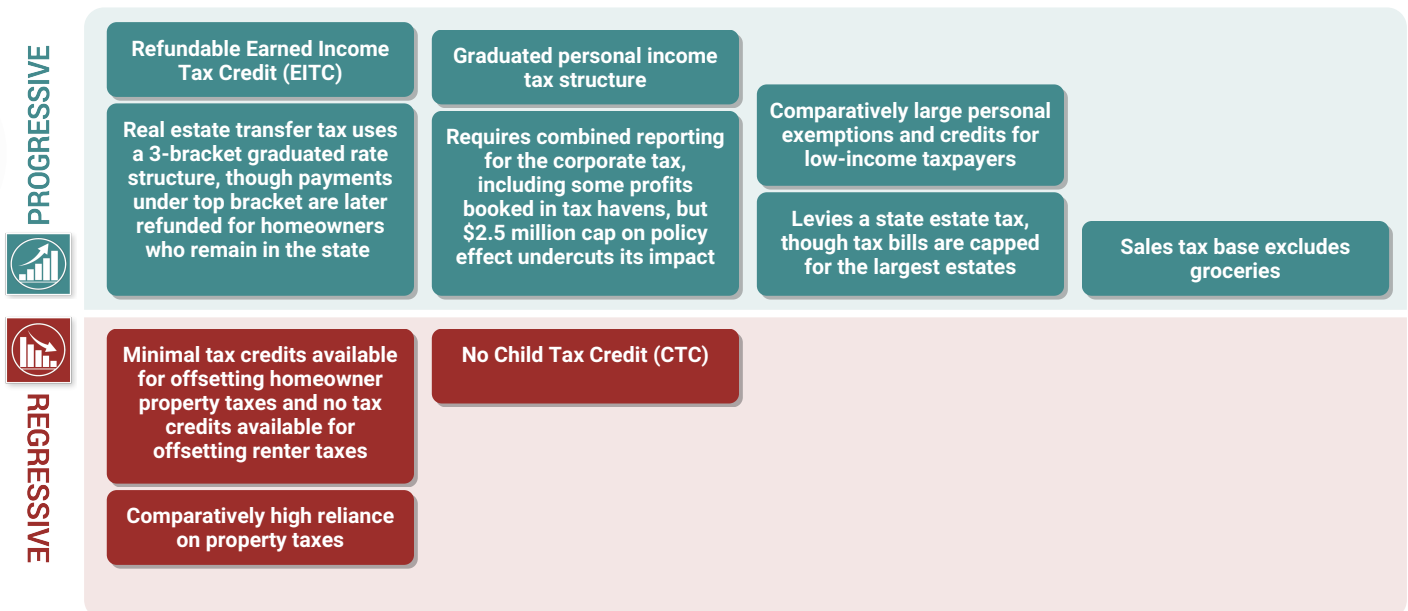 PROGRESSIVE
Refundable Earned Income
Tax Credit (EITC)
Real estate transfer tax uses
a 3-bracket graduated rate
structure, though payments
under top bracket are later
refunded for homeowners
who remain in the state
Graduated personal income
tax structure
Requires combined reporting
for the corporate tax,
including some profits
booked in tax havens, but
$2.5 million cap on policy
effect undercuts its impact
Comparatively large personal
exemptions and credits for
low-income taxpayers
Levies a state estate tax,
though tax bills are capped
for the largest estates
Sales tax base excludes
groceries
REGRESSIVE
Minimal tax credits available
for offsetting homeowner
property taxes and no tax
credits available for
offsetting renter taxes
Comparatively high reliance
on property taxes
No Child Tax Credit (CTC)